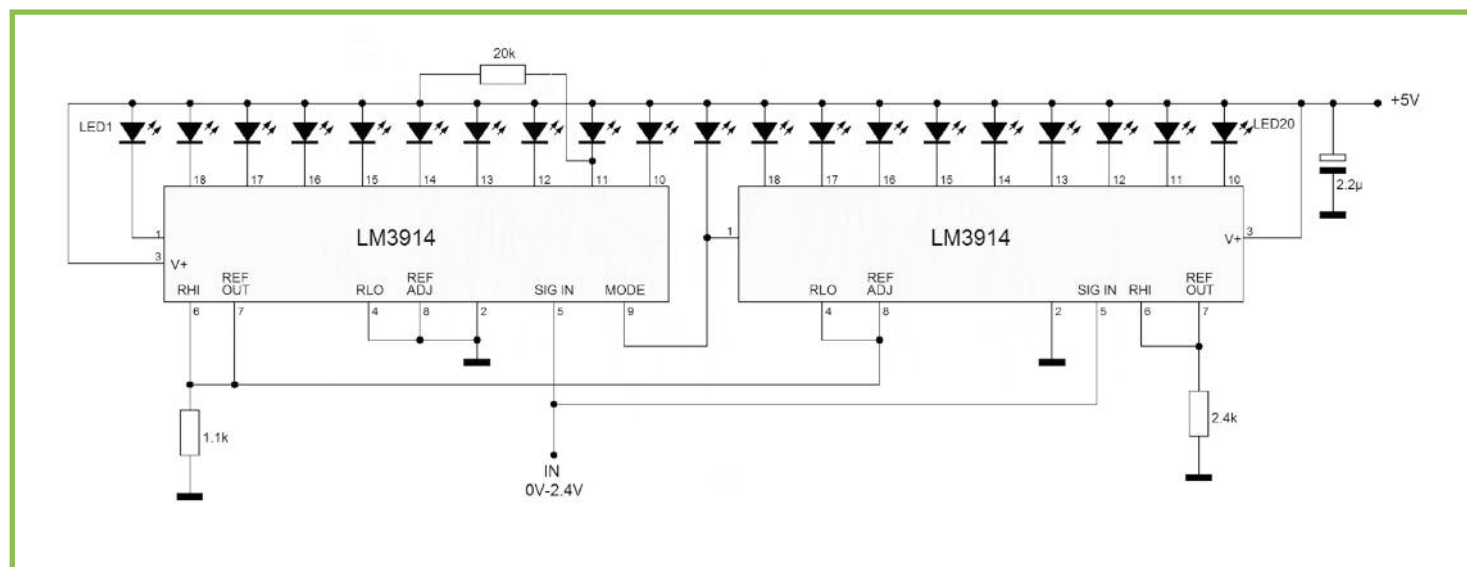 20k
+5V
LED1
LED20
18 17 16 15 14 13 12 11 10
18 17 16 15 14 13 12 11 10
2.2µ
1
LM3914
1
LM3914
V+
3
3
V+
RHI
REF
OUT
RLO
REF
ADJ
SIG IN
MODE
RLO
REF
ADJ
SIG IN
RHI
REF
OUT
6 7 4 8 2 5 9
4 8 2 5 6 7
1.1k
2.4k
IN
0V-2.4V